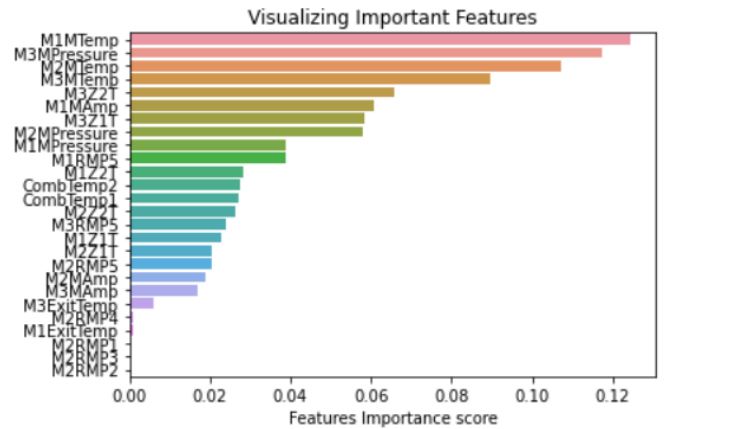 Visualizing Important Features
M1MTemp
M3MPressure
M2MTemp
M3MTemp
M3Z2T
M1MAmp
M3Z1T
M2MPressure
M1MPressure
M1RMP5
M1Z2T
CombTemp2
CombTemp1
M2Z2T
M3RMP5
M1Z1T
M2Z1T
M2RMP5
M2MAmp
M3MAmp
M3ExitTemp
M2RMP4
M1ExitTemp
M2RMP1
M2RMP3
M2RMP2
0.00 0.02 0.04 0.06 0.08 0.10 0.12
Features Importance score